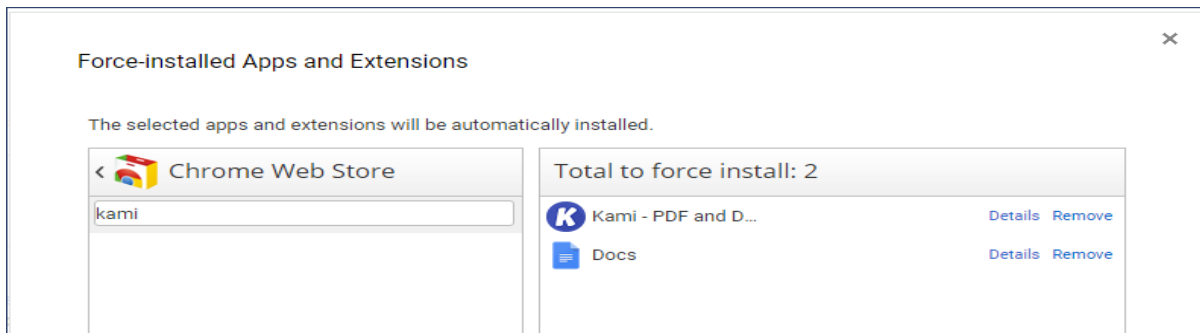 Force-installed Apps and Extensions
The selected apps and extensions will be automatically installed.
Chrome Web Store
kami
Total to force install: 2
Kami - PDF and D... Details Remove
Docs Details Remove